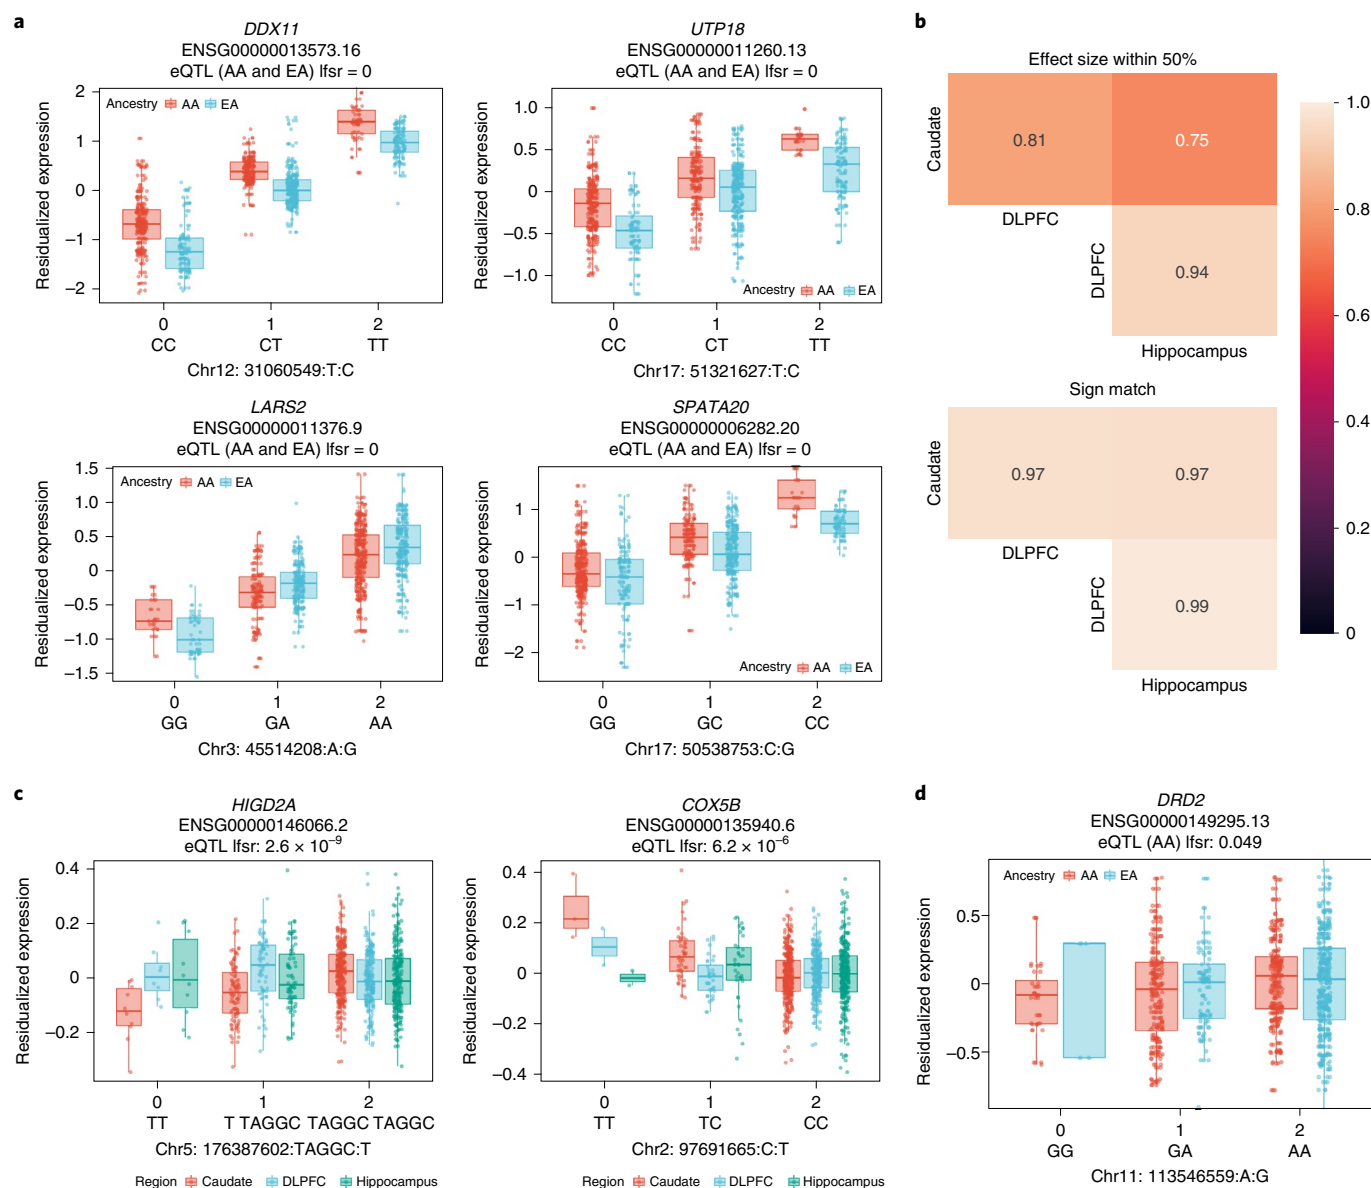 a
DDX11
ENSG00000013573.16
eQTL (AA and EA) lfsr = 0
Residualized expression
Ancestry AA EA
2
1
0
−1
−2
0 1 2
CC CT TT
Chr12: 31060549:T:C
UTP18
ENSG00000011260.13
eQTL (AA and EA) lfsr = 0
Residualized expression
1.0
0.5
0
−0.5
−1.0
Ancestry AA EA
0 1 2
CC CT TT
Chr17: 51321627:T:C
LARS2
ENSG00000011376.9
eQTL (AA and EA) lfsr = 0
Residualized expression
Ancestry AA EA
1.5
1.0
0.5
0
−0.5
−1.0
−1.5
0 1 2
GG GA AA
Chr3: 45514208:A:G
SPATA20
ENSG00000006282.20
eQTL (AA and EA) lfsr = 0
Residualized expression
1
0
−1
−2
Ancestry AA EA
0 1 2
GG GC CC
Chr17: 50538753:C:G
b
Effect size within 50%
Caudate
0.81 0.75
DLPFC
DLPFC
0.94
Hippocampus
Sign match
Caudate
0.97 0.97
DLPFC
DLPFC
0.99
Hippocampus
1.0
0.8
0.6
0.4
0.2
0
c
HIGD2A
ENSG00000146066.2
eQTL lfsr: 2.6 × 10−9
Residualized expression
0.4
0.2
0
−0.2
0 1 2
TT T TAGGC TAGGC TAGGC
Chr5: 176387602:TAGGC:T
Region Caudate DLPFC Hippocampus
COX5B
ENSG00000135940.6
eQTL lfsr: 6.2 × 10−6
Residualized expression
0.4
0.2
0
−0.2
−0.4
0 1 2
TT TC CC
Chr2: 97691665:C:T
Region Caudate DLPFC Hippocampus
d
DRD2
ENSG00000149295.13
eQTL (AA) lfsr: 0.049
Residualized expression
Ancestry AA EA
0.5
0
−0.5
0 1 2
GG GA AA
Chr11: 113546559:A:G